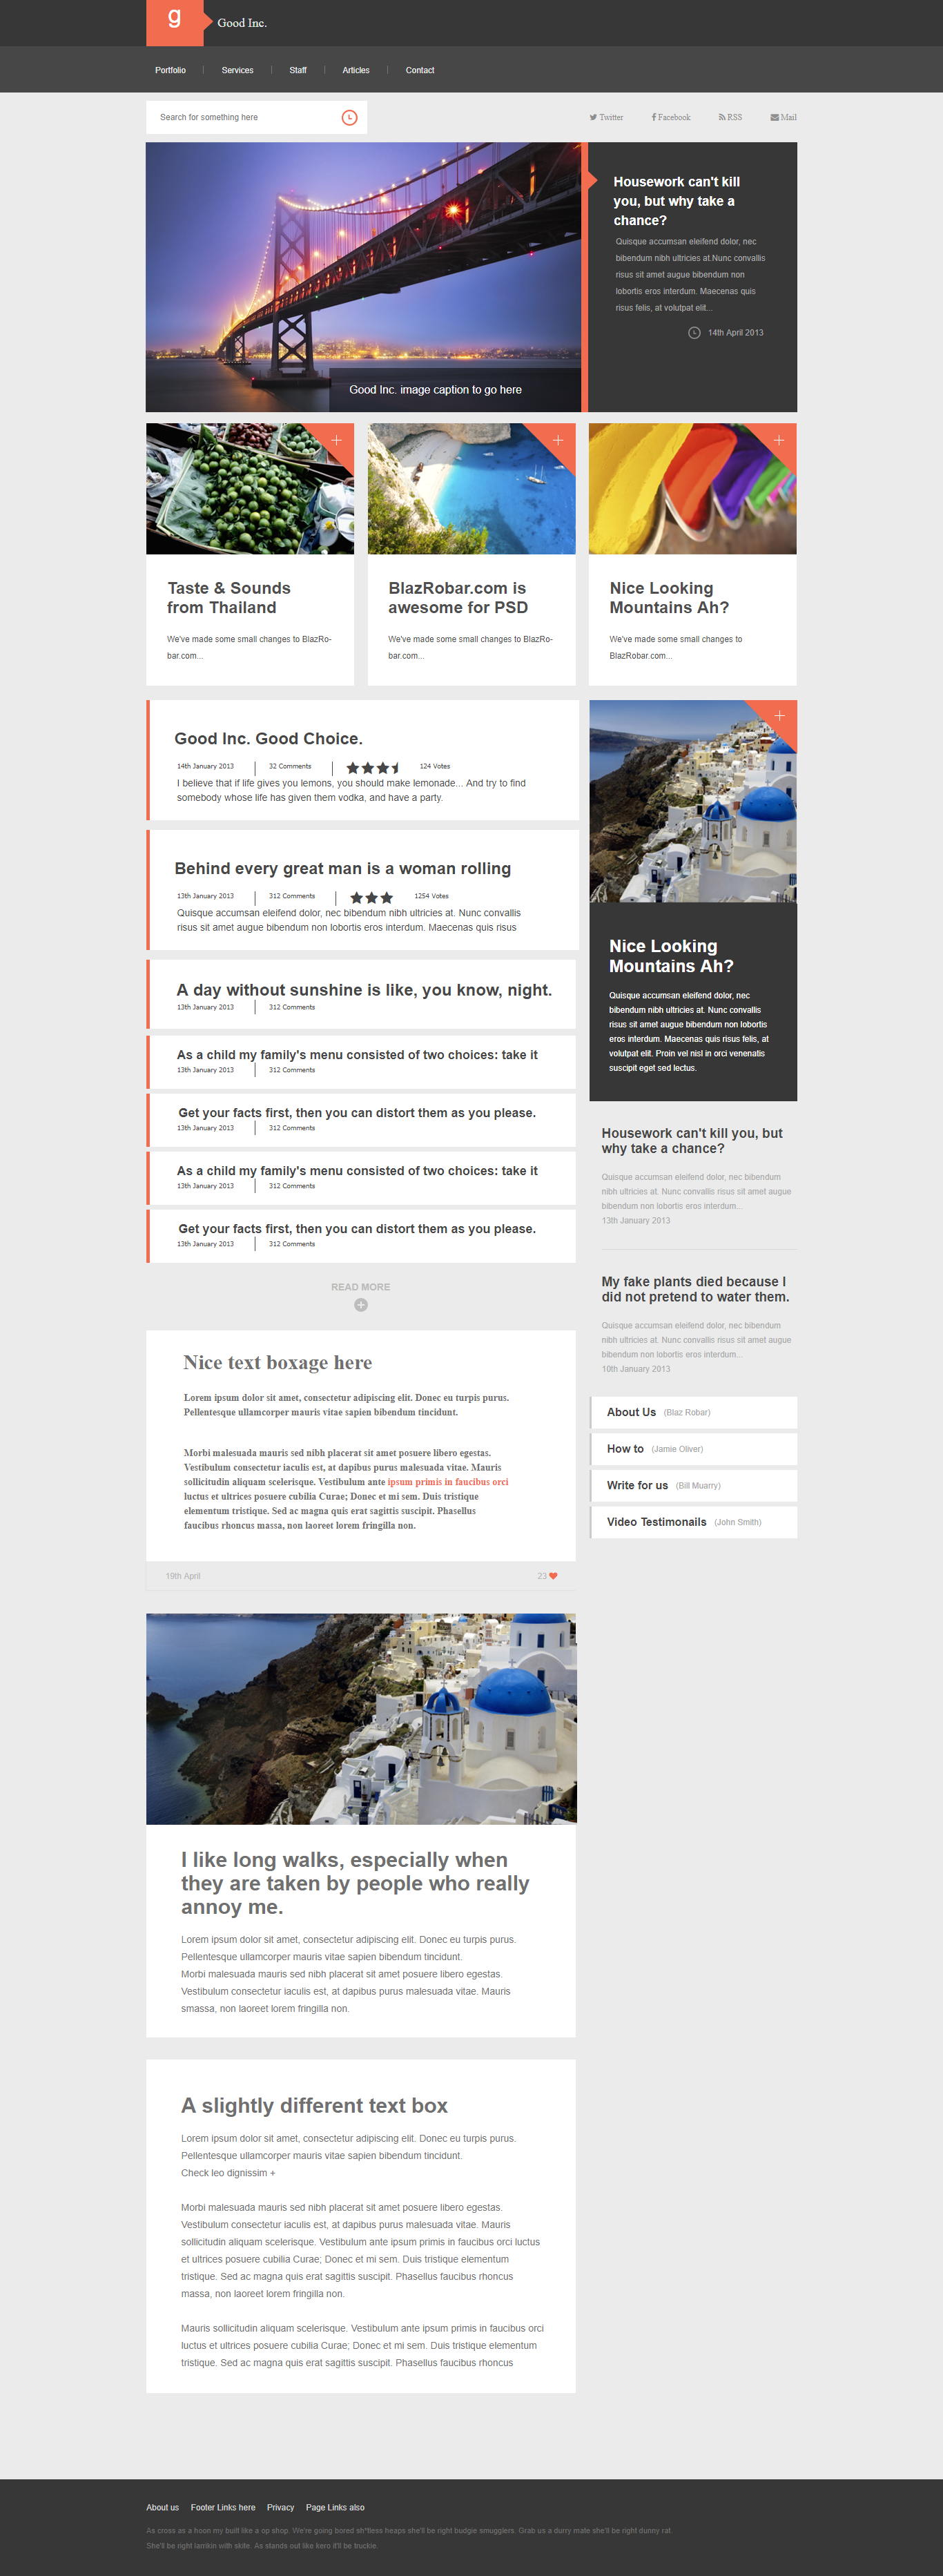 g
Good Inc.
Portfolio
Services
Staff
Articles
Contact
Search for something here
Twitter
Facebook
RSS
Mail
Good Inc. image caption to go here
Housework can't kill
you, but why take a
chance?
Quisque accumsan eleifend dolor, nec
bibendum nibh ultricies at.Nunc convallis
risus sit amet augue bibendum non
lobortis eros interdum. Maecenas quis
risus felis, at volutpat elit...
14th April 2013
Taste & Sounds
from Thailand
We've made some small changes to BlazRo-
bar.com...
BlazRobar.com is
awesome for PSD
We've made some small changes to BlazRo-
bar.com...
Nice Looking
Mountains Ah?
We've made some small changes to
BlazRobar.com...
Good Inc. Good Choice.
14th January 2013
32 Comments
124 Votes
I believe that if life gives you lemons, you should make lemonade... And try to find
somebody whose life has given them vodka, and have a party.
Behind every great man is a woman rolling
13th January 2013
312 Comments
1254 Votes
Quisque accumsan eleifend dolor, nec bibendum nibh ultricies at. Nunc convallis
risus sit amet augue bibendum non lobortis eros interdum. Maecenas quis risus
A day without sunshine is like, you know, night.
13th January 2013
312 Comments
As a child my family's menu consisted of two choices: take it
13th January 2013
312 Comments
Get your facts first, then you can distort them as you please.
13th January 2013
312 Comments
As a child my family's menu consisted of two choices: take it
13th January 2013
312 Comments
Get your facts first, then you can distort them as you please.
13th January 2013
312 Comments
READ MORE
Nice text boxage here
Lorem ipsum dolor sit amet, consectetur adipiscing elit. Donec eu turpis purus.
Pellentesque ullamcorper mauris vitae sapien bibendum tincidunt.
Morbi malesuada mauris sed nibh placerat sit amet posuere libero egestas.
Vestibulum consectetur iaculis est, at dapibus purus malesuada vitae. Mauris
sollicitudin aliquam scelerisque. Vestibulum ante ipsum primis in faucibus orci
luctus et ultrices posuere cubilia Curae; Donec et mi sem. Duis tristique
elementum tristique. Sed ac magna quis erat sagittis suscipit. Phasellus
faucibus rhoncus massa, non laoreet lorem fringilla non.
19th April
23
I like long walks, especially when
they are taken by people who really
annoy me.
Lorem ipsum dolor sit amet, consectetur adipiscing elit. Donec eu turpis purus.
Pellentesque ullamcorper mauris vitae sapien bibendum tincidunt.
Morbi malesuada mauris sed nibh placerat sit amet posuere libero egestas.
Vestibulum consectetur iaculis est, at dapibus purus malesuada vitae. Mauris
smassa, non laoreet lorem fringilla non.
A slightly different text box
Lorem ipsum dolor sit amet, consectetur adipiscing elit. Donec eu turpis purus.
Pellentesque ullamcorper mauris vitae sapien bibendum tincidunt.
Check leo dignissim +
Morbi malesuada mauris sed nibh placerat sit amet posuere libero egestas.
Vestibulum consectetur iaculis est, at dapibus purus malesuada vitae. Mauris
sollicitudin aliquam scelerisque. Vestibulum ante ipsum primis in faucibus orci luctus
et ultrices posuere cubilia Curae; Donec et mi sem. Duis tristique elementum
tristique. Sed ac magna quis erat sagittis suscipit. Phasellus faucibus rhoncus
massa, non laoreet lorem fringilla non.
Mauris sollicitudin aliquam scelerisque. Vestibulum ante ipsum primis in faucibus orci
luctus et ultrices posuere cubilia Curae; Donec et mi sem. Duis tristique elementum
tristique. Sed ac magna quis erat sagittis suscipit. Phasellus faucibus rhoncus
Nice Looking
Mountains Ah?
Quisque accumsan eleifend dolor, nec
bibendum nibh ultricies at. Nunc convallis
risus sit amet augue bibendum non lobortis
eros interdum. Maecenas quis risus felis, at
volutpat elit. Proin vel nisl in orci venenatis
suscipit eget sed lectus.
Housework can't kill you, but
why take a chance?
Quisque accumsan eleifend dolor, nec bibendum
nibh ultricies at. Nunc convallis risus sit amet augue
bibendum non lobortis eros interdum...
13th January 2013
My fake plants died because I
did not pretend to water them.
Quisque accumsan eleifend dolor, nec bibendum
nibh ultricies at. Nunc convallis risus sit amet augue
bibendum non lobortis eros interdum...
10th January 2013
About Us (Blaz Robar)
How to (Jamie Oliver)
Write for us (Bill Muarry)
Video Testimonails (John Smith)
About us
Footer Links here
Privacy
Page Links also
As cross as a hoon my built like a op shop. We're going bored sh*tless heaps she'll be right budgie smugglers. Grab us a durry mate she'll be right dunny rat.
She'll be right larrikin with skite. As stands out like kero it'll be truckie.